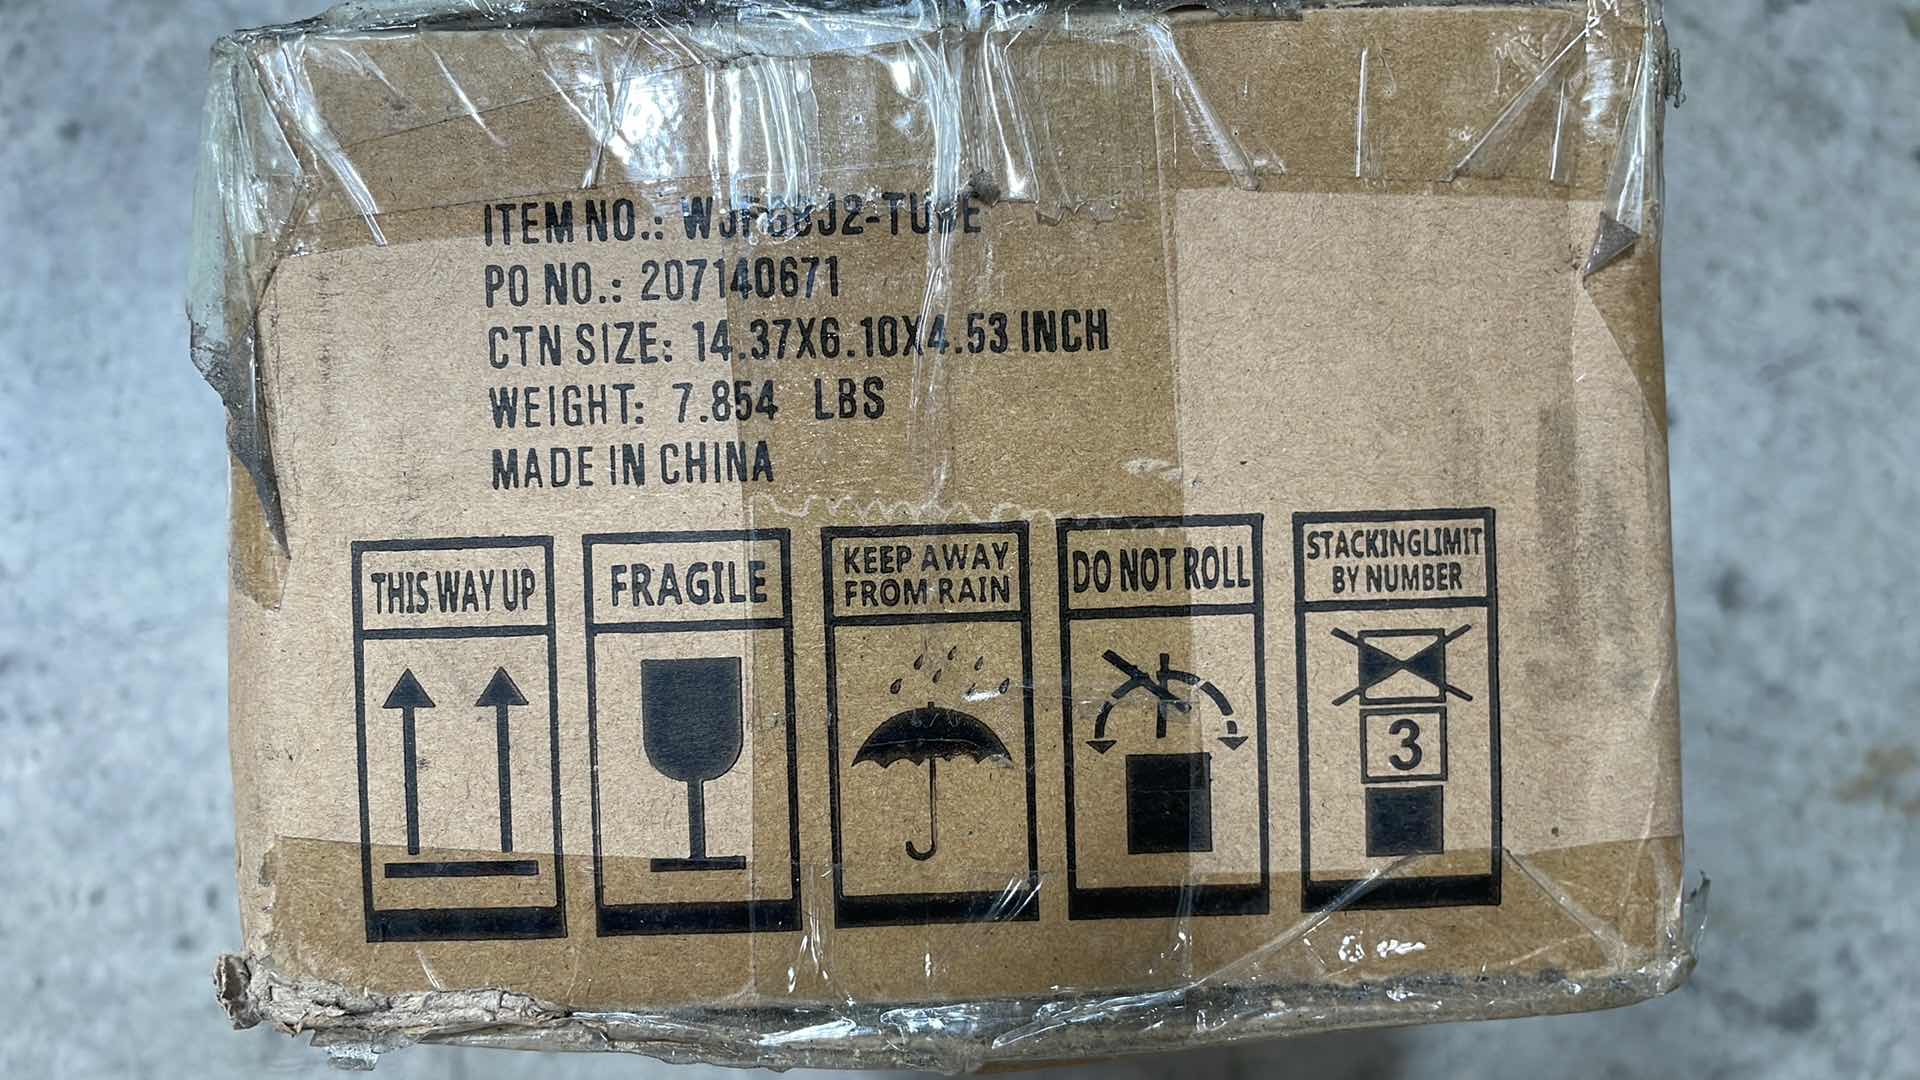 ITEM NO.:
PO NO.: 207140671
CTN SIZE: 14.37X6.10X4.53 INCH
WEIGHT: 7.854 LBS
MADE IN CHINA
THIS WAY UP
FRAGILE
KEEP AWAY
FROM RAIN
DO NOT ROLL
STACKINGLIMIT
BY NUMBER
3